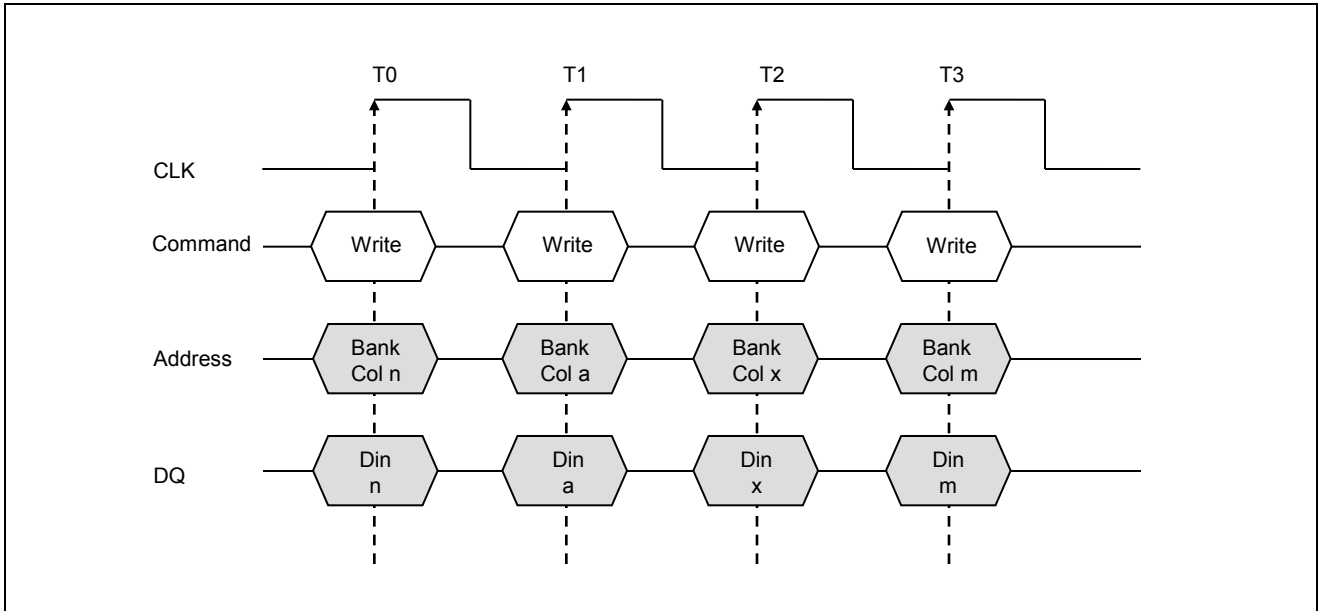 T0 T1 T2 T3
CLK
Command Write Write Write Write
Address Bank Bank Bank Bank
Col n Col a Col x Col m
DQ Din Din Din Din
n a x m